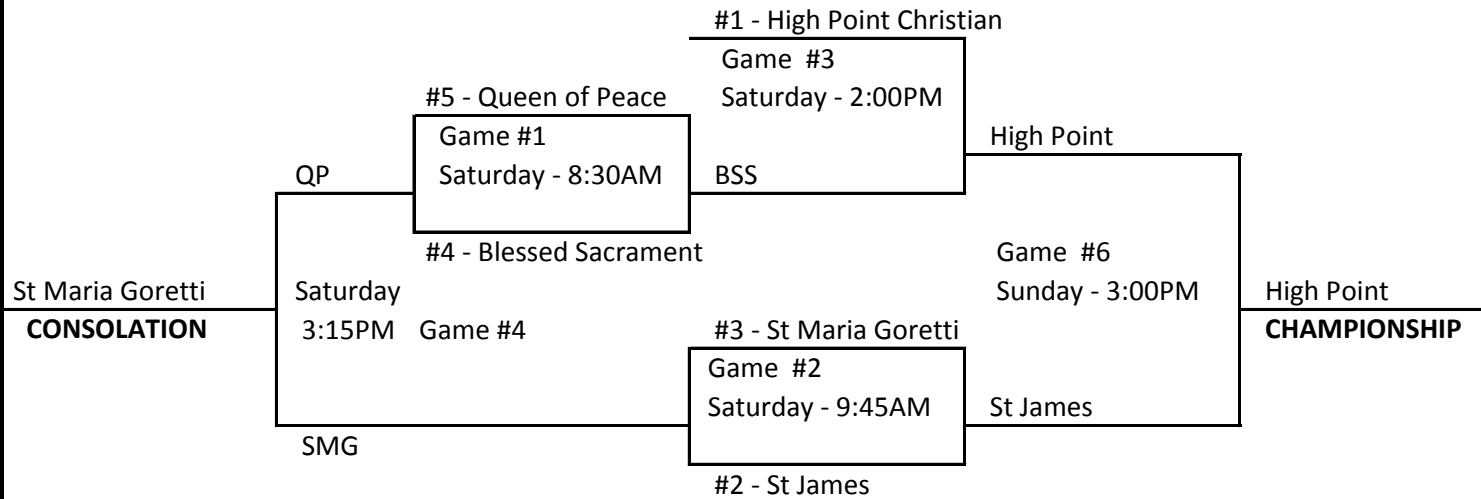 #1 - High Point Christian
Game #3
#5 - Queen of Peace
Saturday - 2:00PM
Game #1
High Point
QP
Saturday - 8:30AM
BSS
#4 - Blessed Sacrament
Game #6
St Maria Goretti
Saturday
Sunday - 3:00PM
High Point
CONSOLATION
3:15PM
Game #4
#3 - St Maria Goretti
CHAMPIONSHIP
Game #2
Saturday - 9:45AM
St James
SMG
#2 - St James